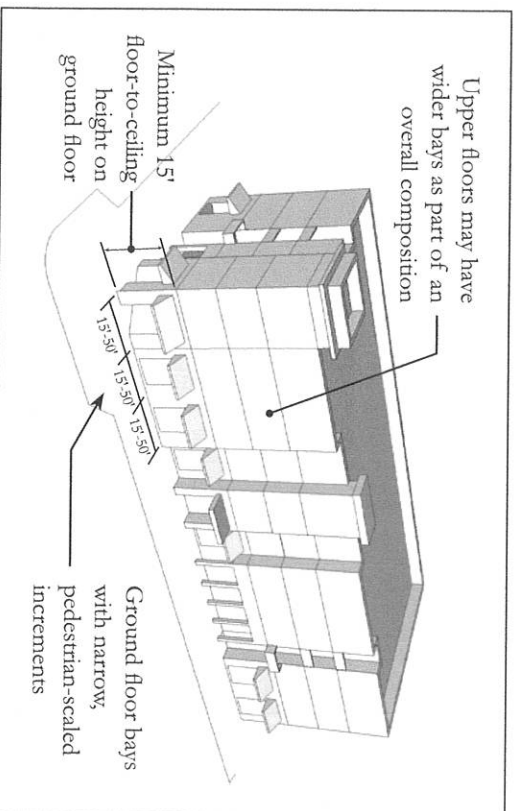 Upper floors may have
wider bays as part of an
overall composition
Minimum 15'
floor-to-ceiling
height on
ground floor
15'-50'
15'-50'
15'-50'
Ground floor bays
with narrow,
pedestrian-scaled
increments